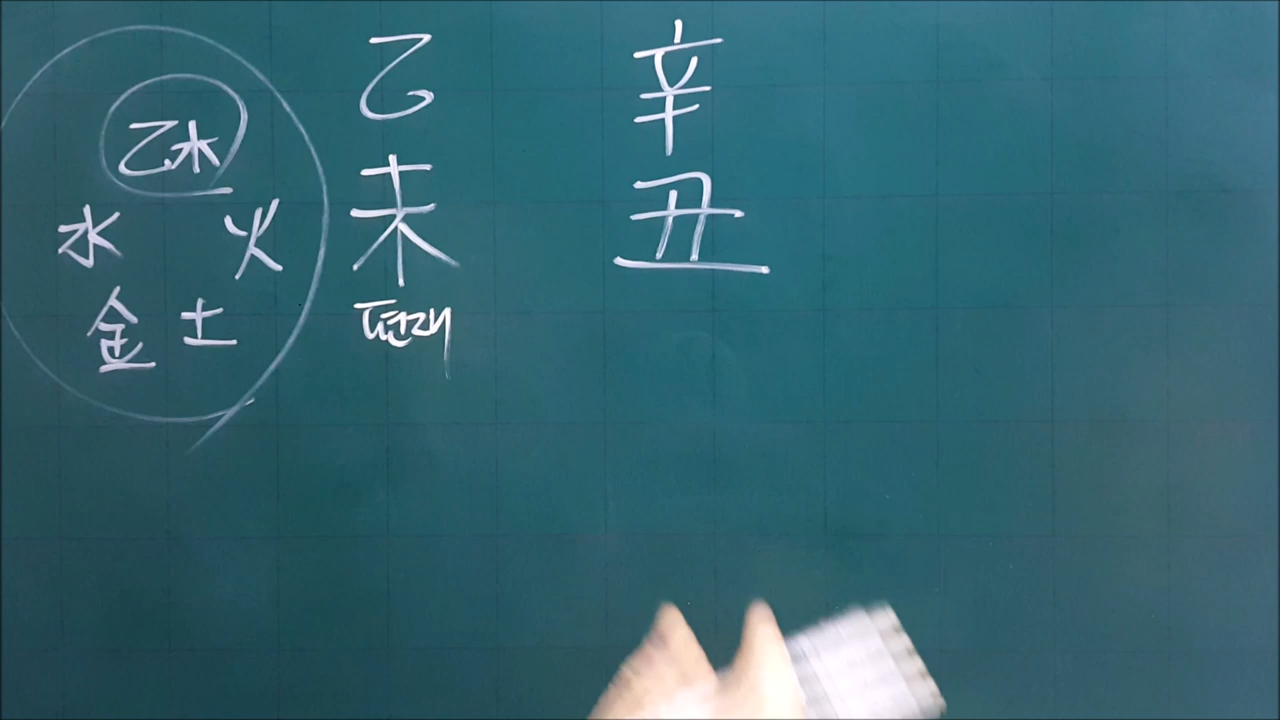 乙木
水 火
金 土
乙
未
편재
辛
丑